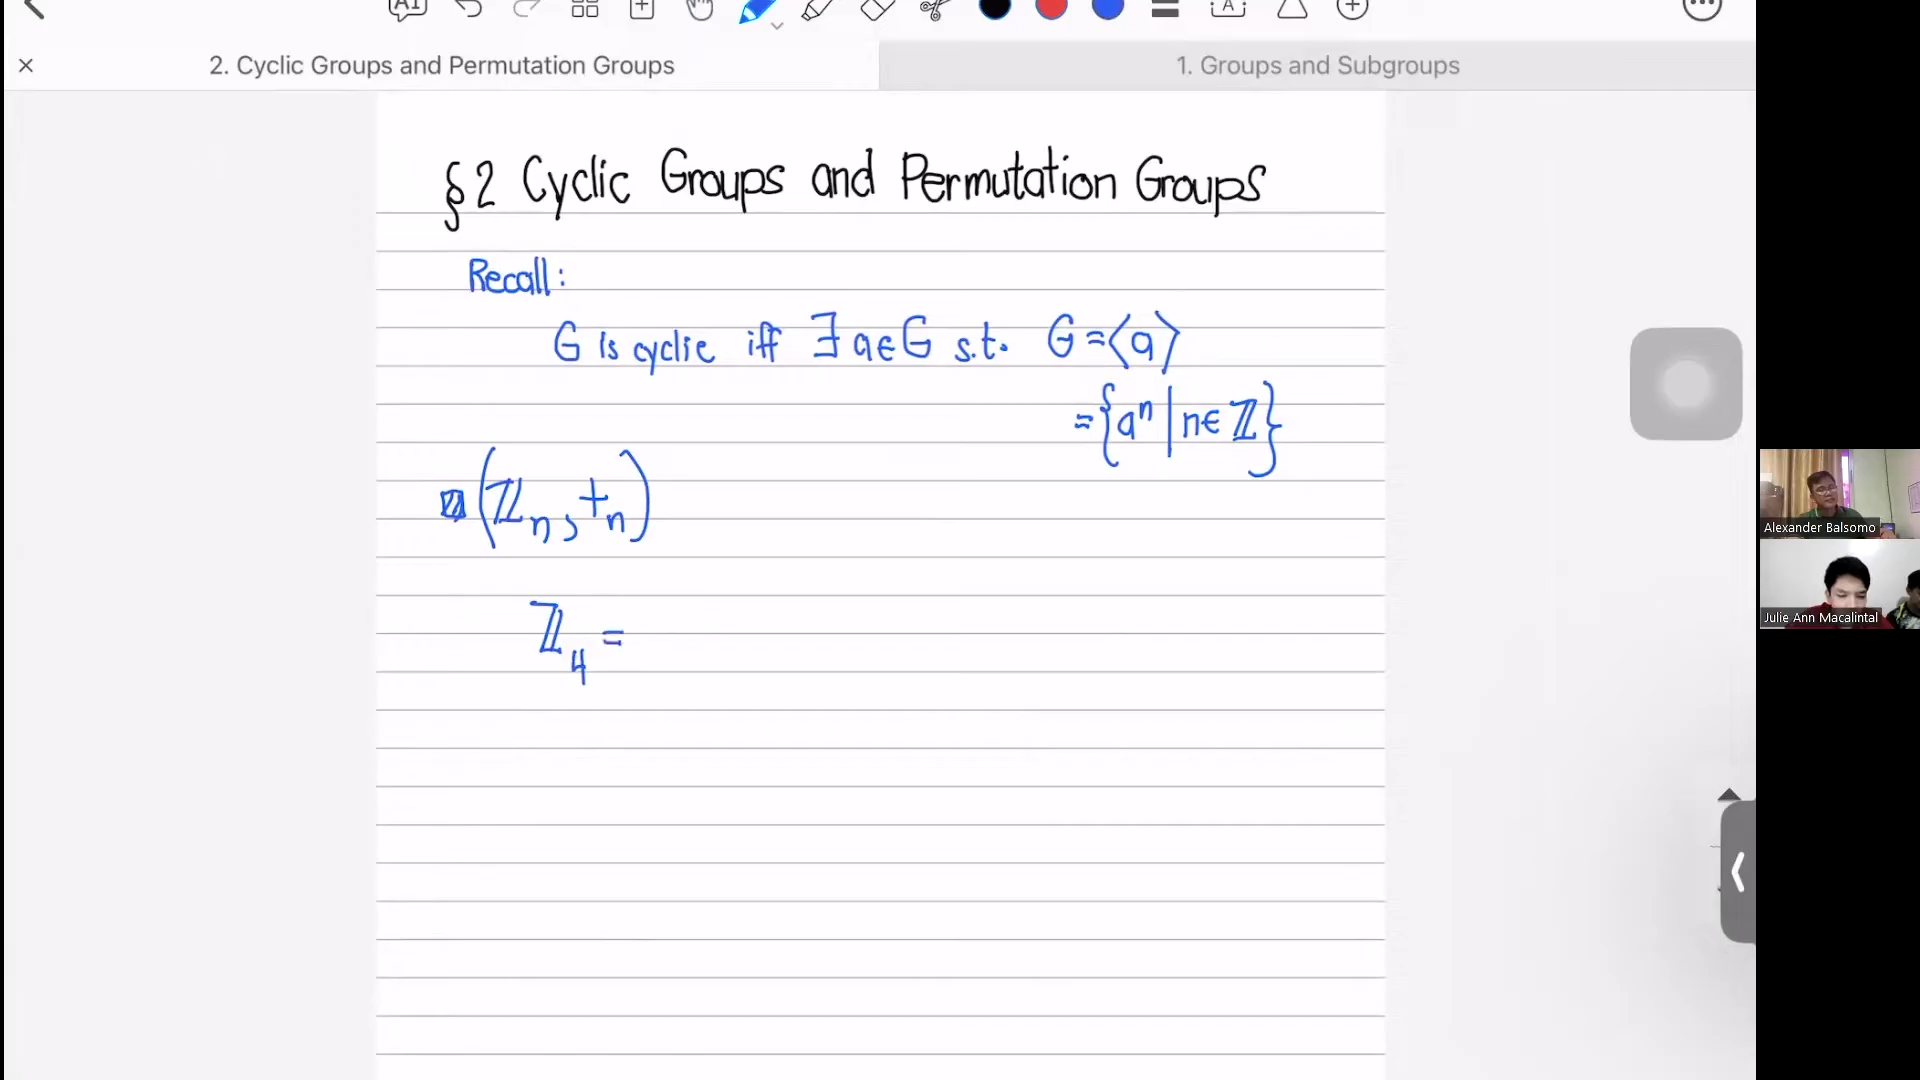 2. Cyclic Groups and Permutation Groups
1. Groups and Subgroups
§2 Cyclic Groups and Permutation Groups
Recall:
G is cyclic iff ∃ a∈G s.t. G = ⟨a⟩
= {aⁿ | n∈ ℤ}
(ℤₙ, +ₙ)
ℤ₄ =
Alexander Balsomo
Julie Ann Macalintal